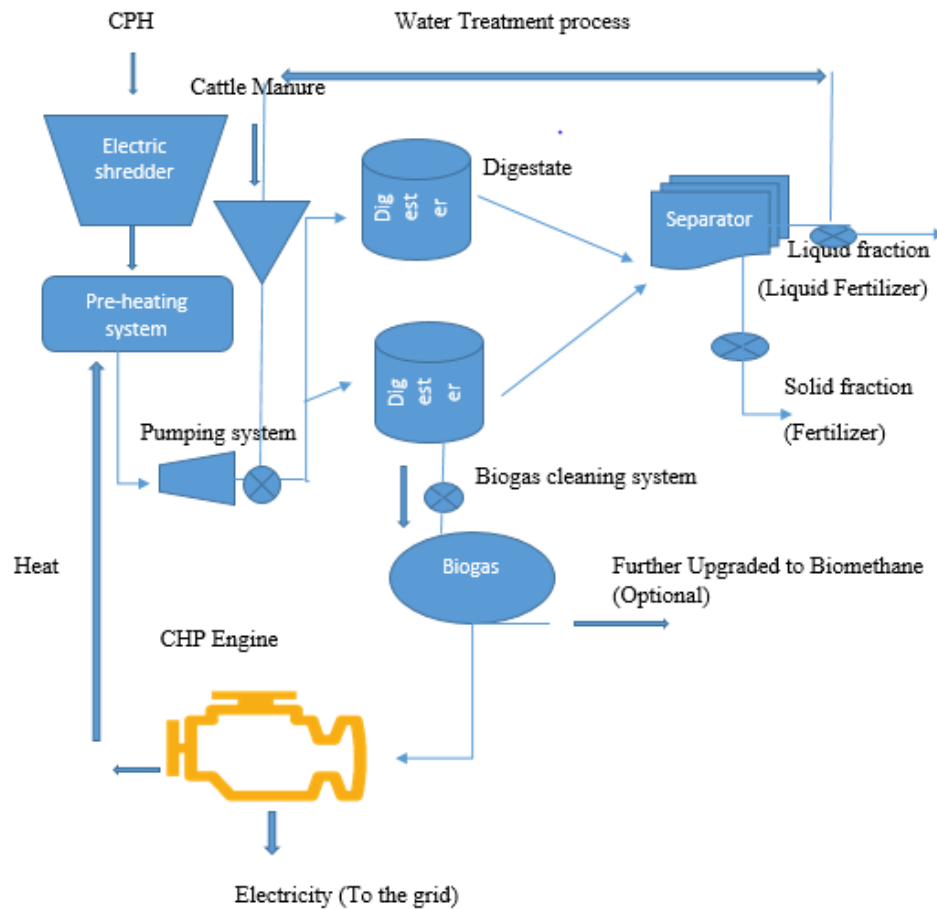 CPH
Water Treatment process
Cattle Manure
Electric
shredder
Dig
est
er
Digestate
Separator
Liquid fraction
(Liquid Fertilizer)
Pre-heating
system
Dig
est
er
Solid fraction
(Fertilizer)
Pumping system
Biogas cleaning system
Heat
Biogas
Further Upgraded to Biomethane
(Optional)
CHP Engine
Electricity (To the grid)